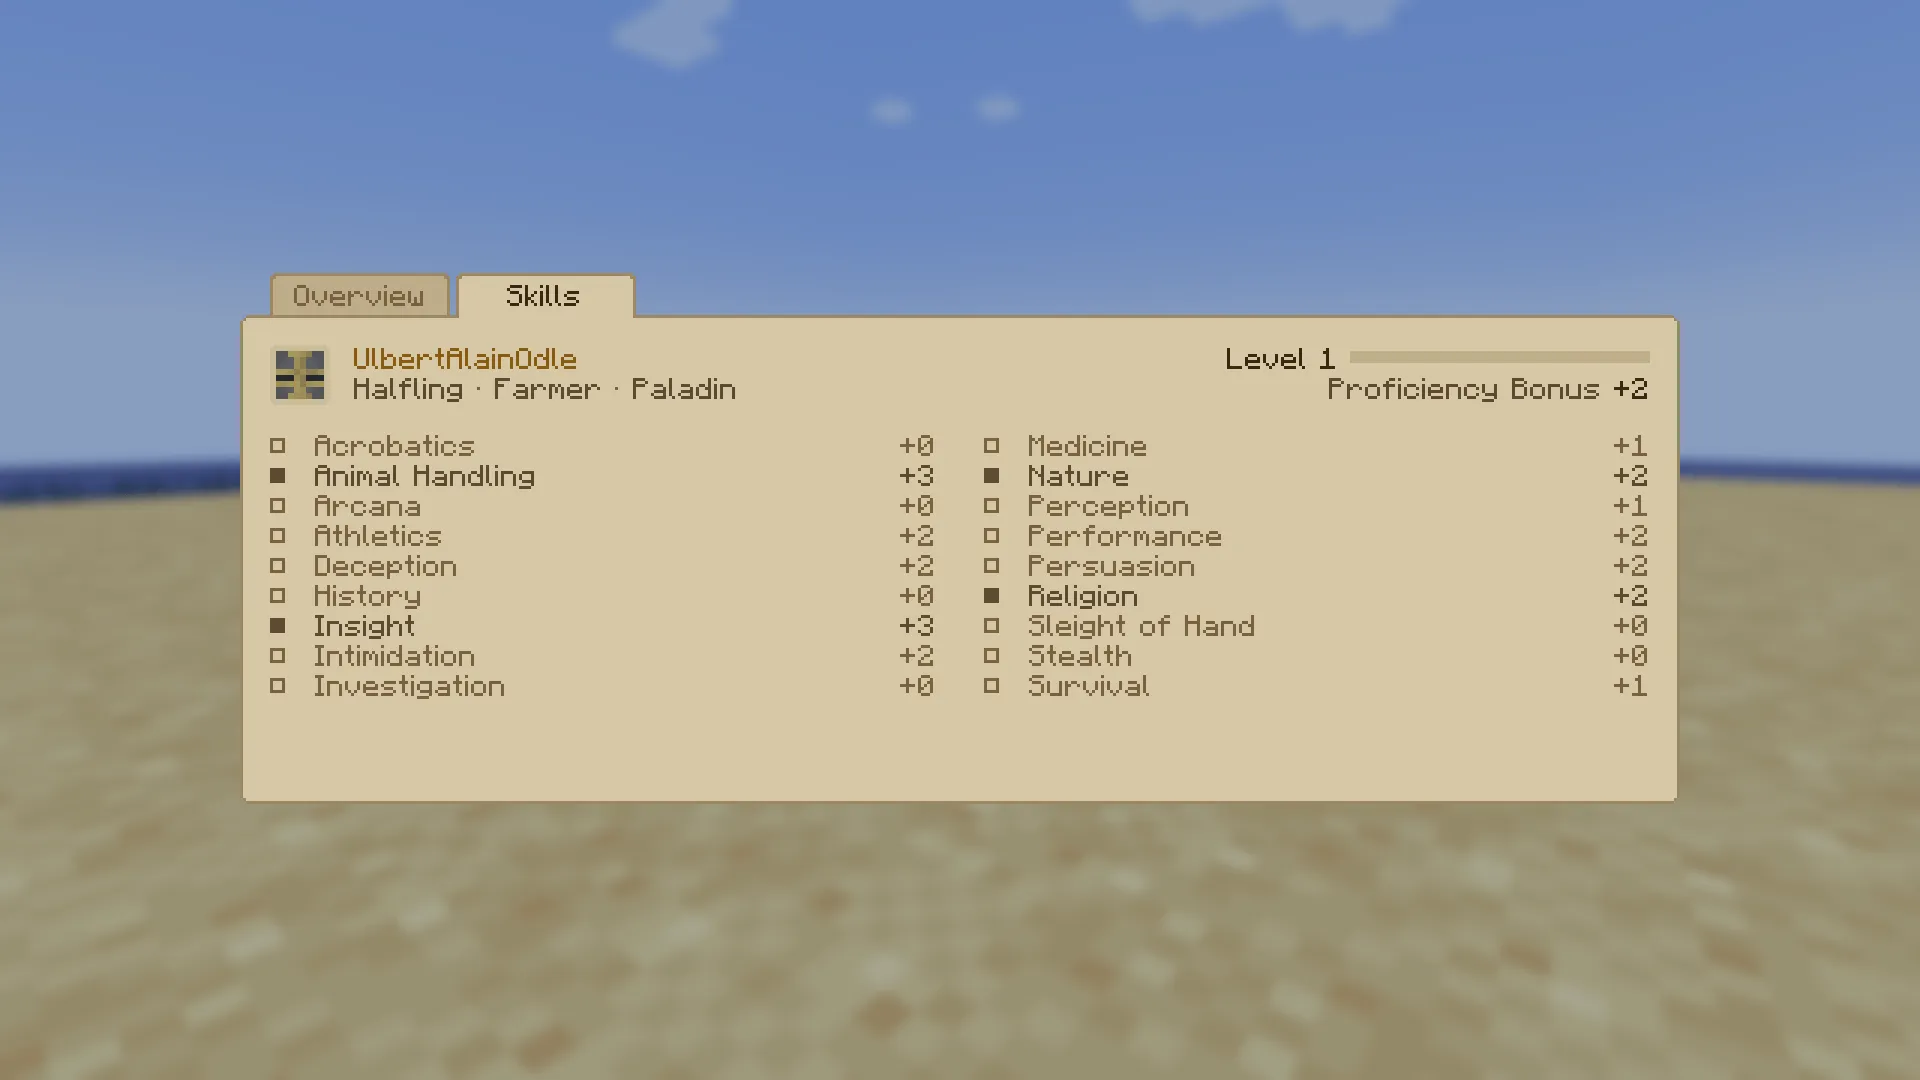 Overview Skills
UlbertAlainOdle
Halfling · Farmer · Paladin
Level 1
Proficiency Bonus +2
Acrobatics +0
Animal Handling +3
Arcana +0
Athletics +2
Deception +2
History +0
Insight +3
Intimidation +2
Investigation +0
Medicine +1
Nature +2
Perception +1
Performance +2
Persuasion +2
Religion +2
Sleight of Hand +0
Stealth +0
Survival +1